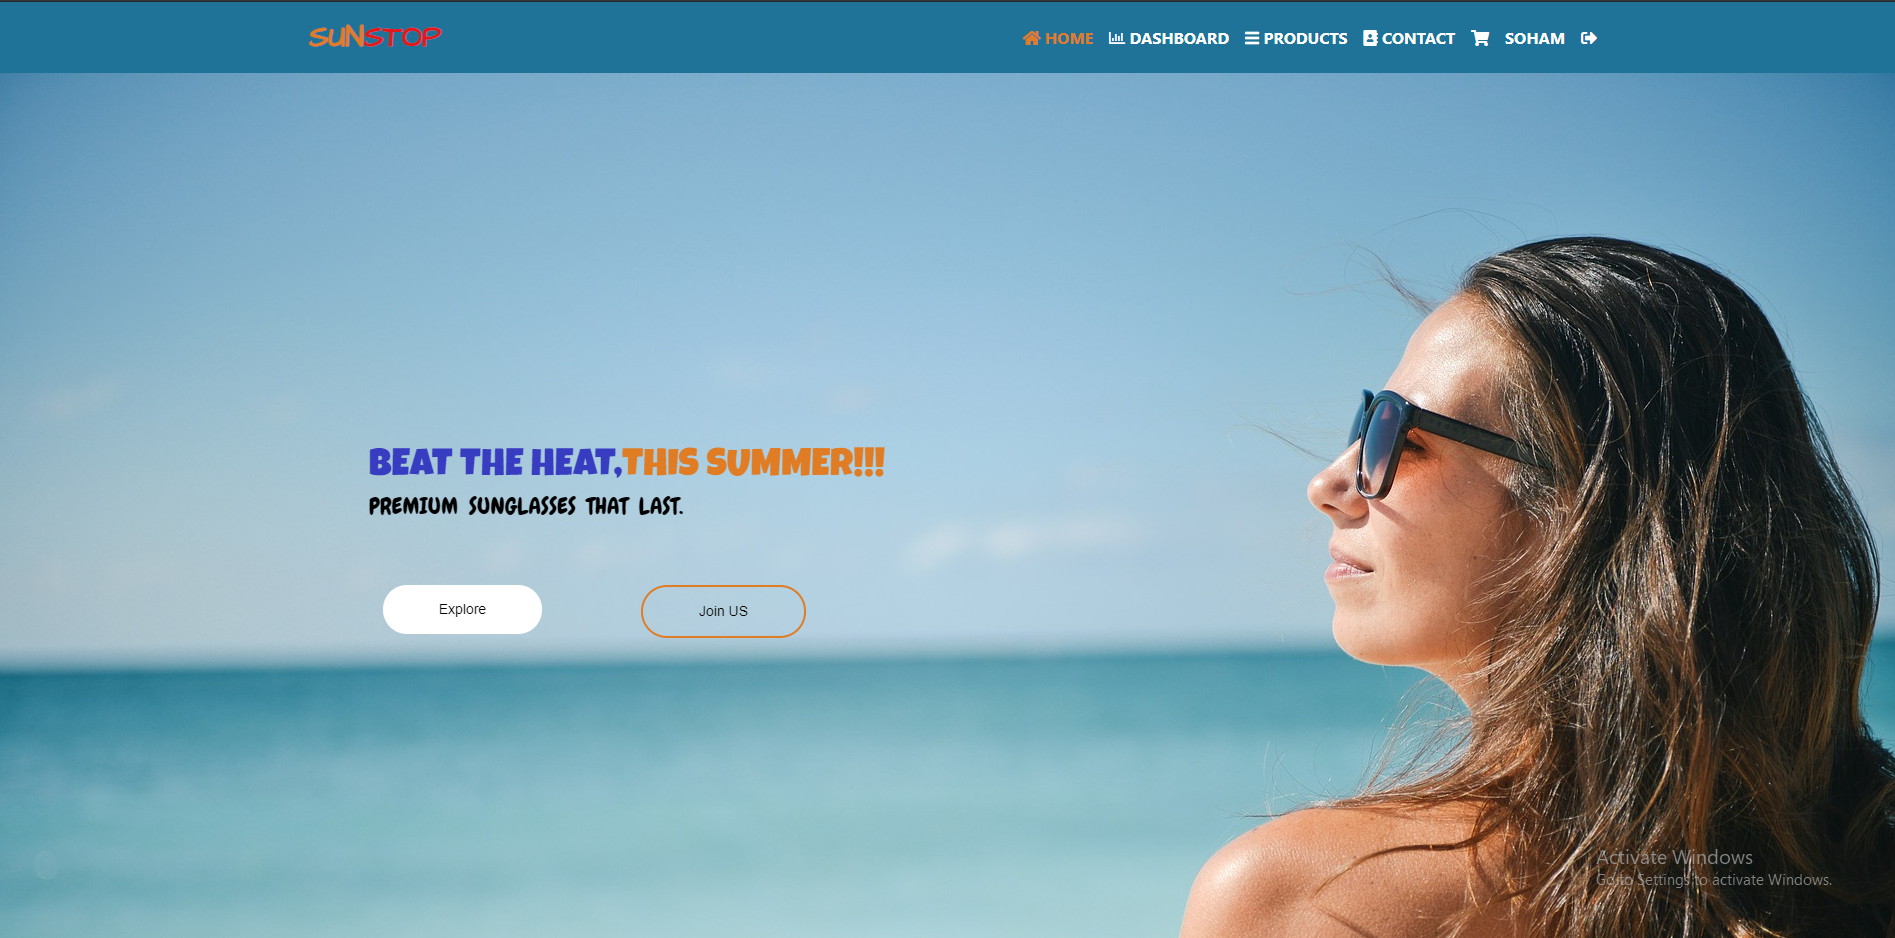 SUNSTOP
HOME DASHBOARD PRODUCTS CONTACT SOHAM
BEAT THE HEAT,THIS SUMMER!!!
PREMIUM SUNGLASSES THAT LAST.
Explore
Join US
Activate Windows
Go to Settings to activate Windows.